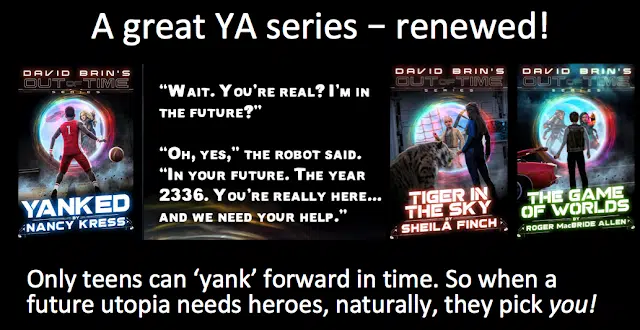 A great YA series – renewed!
DAVID BRIN'S
OUT OF TIME
SERIES
YANKED
BY
NANCY KRESS
1
"WAIT. YOU'RE REAL? I'M IN
THE FUTURE?"
"OH, YES," THE ROBOT SAID.
"IN YOUR FUTURE. THE YEAR
2336. YOU'RE REALLY HERE...
AND WE NEED YOUR HELP."
DAVID BRIN'S
OUT OF TIME
SERIES
TIGER IN
THE SKY
BY
SHEILA FINCH
DAVID BRIN'S
OUT OF TIME
SERIES
THE GAME
OF WORLDS
BY
ROGER MACBRIDE ALLEN
Only teens can 'yank' forward in time. So when a
future utopia needs heroes, naturally, they pick you!